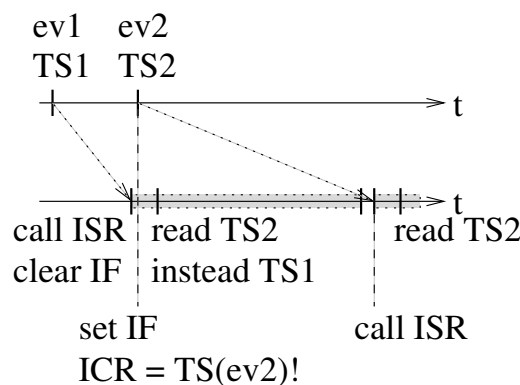 ev1 ev2
TS1 TS2
t
t
call ISR read TS2 read TS2
clear IF instead TS1
set IF call ISR
ICR = TS(ev2)!